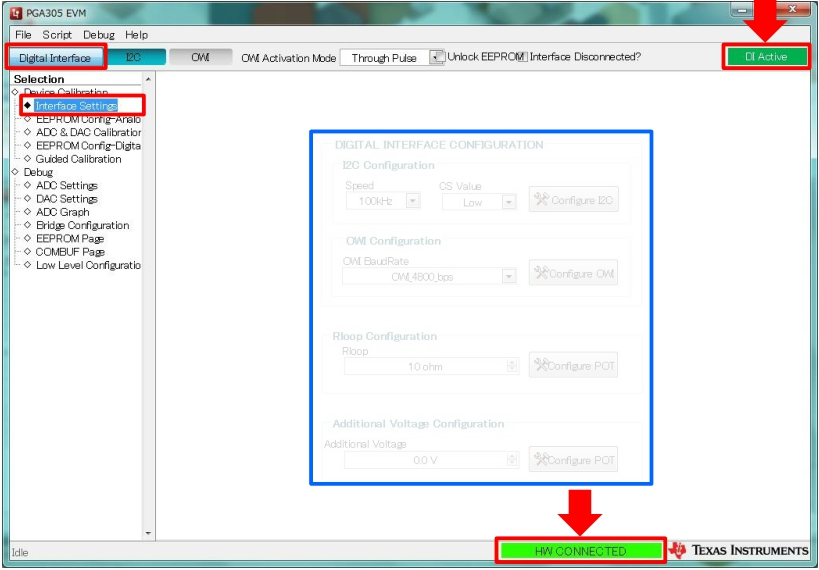 PGA305 EVM
File Script Debug Help
Digital Interface I2C OWI OWI Activation Mode Through Pulse Unlock EEPROM Interface Disconnected? DI Active
Selection
Device Calibration
Interface Settings
EEPROM Config-Analo
ADC & DAC Calibration
EEPROM Config-Digita
Guided Calibration
Debug
ADC Settings
DAC Settings
ADC Graph
Bridge Configuration
EEPROM Page
COMBUF Page
Low Level Configuratio
DIGITAL INTERFACE CONFIGURATION
I2C Configuration
Speed CS Value
100kHz Low Configure I2C
OWI Configuration
OWI BaudRate
OWI_4800_bps Configure OWI
Rloop Configuration
Rloop
10 ohm Configure POT
Additional Voltage Configuration
Additional Voltage
0.0 V Configure POT
Idle HW CONNECTED TEXAS INSTRUMENTS